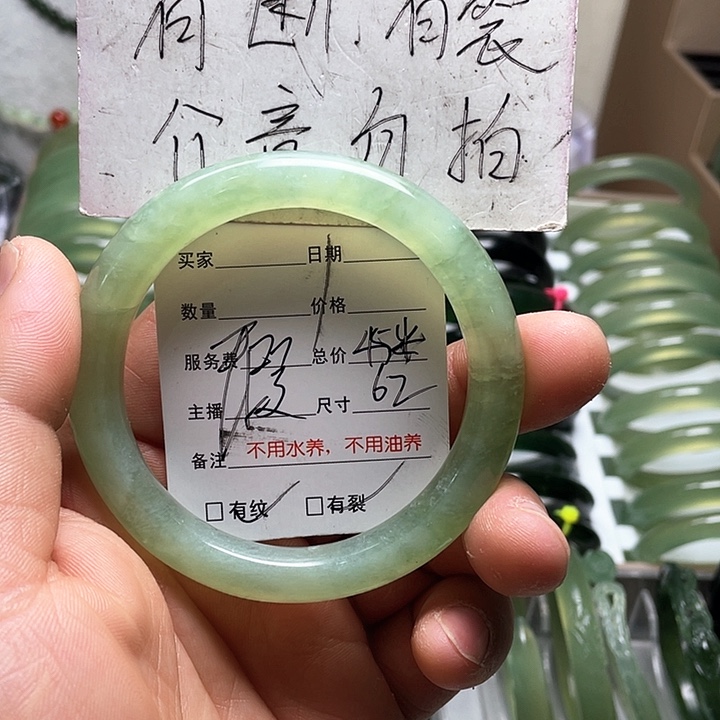 有断.有裂
介意勿拍
买家 日期
数量 价格
服务费 总价
主播 尺寸 62
备注 不用水养，不用油养
□有纹 □有裂